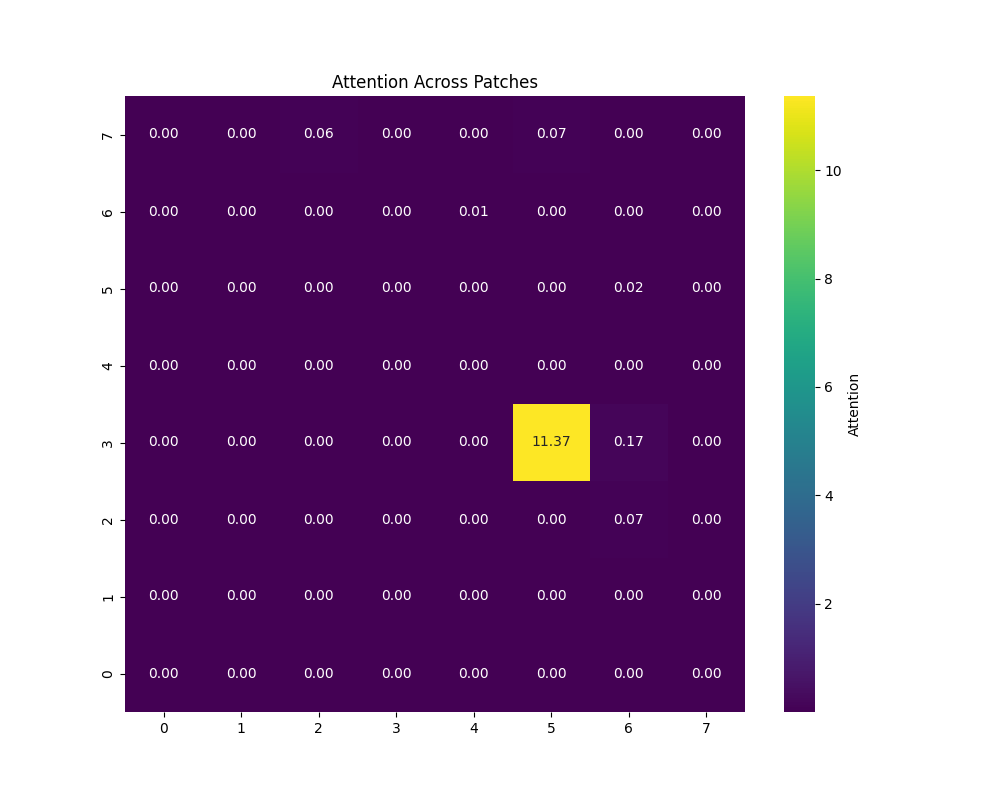 Attention Across Patches
7 0.00 0.00 0.06 0.00 0.00 0.07 0.00 0.00
10
6 0.00 0.00 0.00 0.00 0.01 0.00 0.00 0.00
8
5 0.00 0.00 0.00 0.00 0.00 0.00 0.02 0.00
4 0.00 0.00 0.00 0.00 0.00 0.00 0.00 0.00
6
Attention
3 0.00 0.00 0.00 0.00 0.00 11.37 0.17 0.00
4
2 0.00 0.00 0.00 0.00 0.00 0.00 0.07 0.00
1 0.00 0.00 0.00 0.00 0.00 0.00 0.00 0.00
2
0 0.00 0.00 0.00 0.00 0.00 0.00 0.00 0.00
0 1 2 3 4 5 6 7